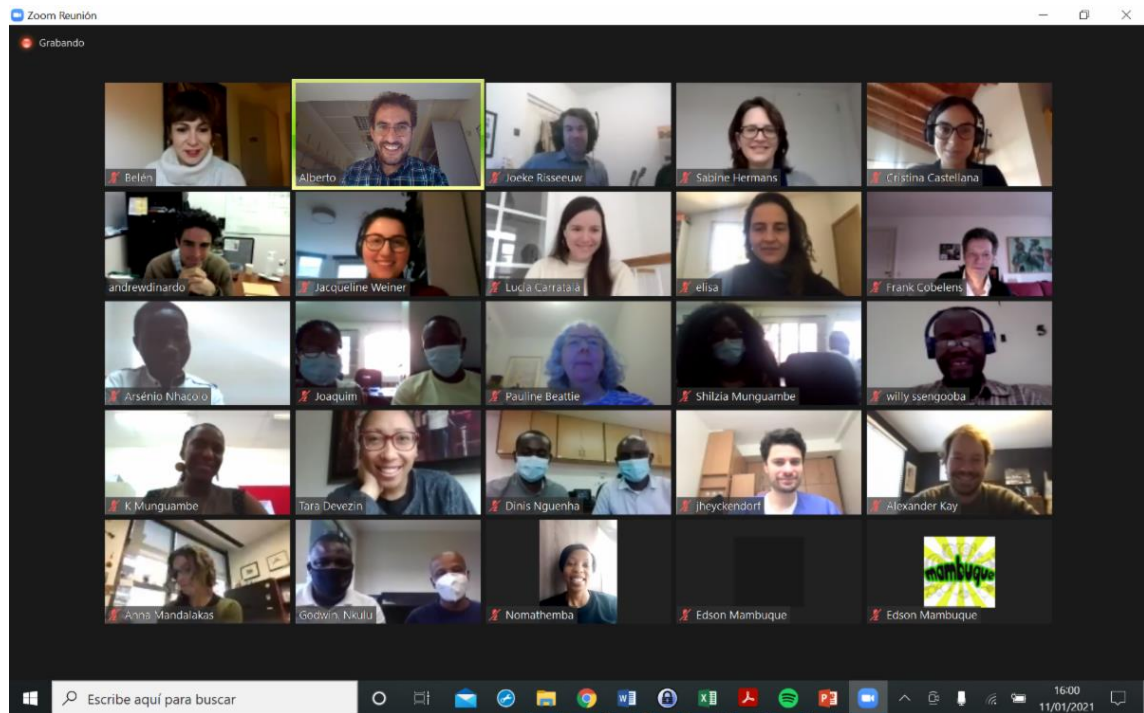 Zoom Reunión
Grabando
Belén
Alberto
Joeke Risseeuw
Sabine Hermans
Cristina Castellana
andrewdinardo
Jacqueline Weiner
Lucía Carratalá
elisa
Frank Cobelens
Arsénio Nhacolo
Joaquim
Pauline Beattie
Shilzia Munguambe
willy ssengooba
K Munguambe
Tara Devezin
Dinis Nguenha
jheyckendorf
Alexander Kay
Anna Mandalakas
Godwin, Nkulu
Nomathemba
Edson Mambuque
mambuque
Edson Mambuque
Escribe aquí para buscar
16:00
11/01/2021